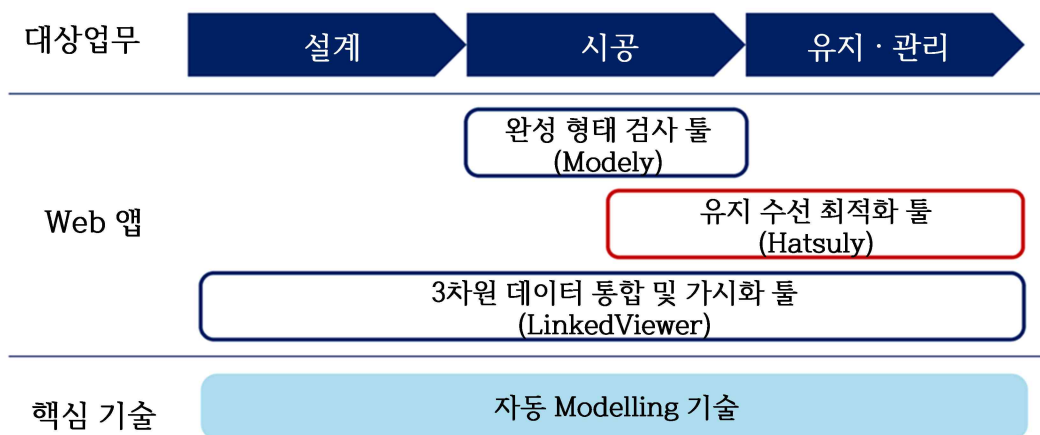 대상업무
설계
시공
유지 · 관리
Web 앱
완성 형태 검사 툴
(Modely)
유지 수선 최적화 툴
(Hatsuly)
3차원 데이터 통합 및 가시화 툴
(LinkedViewer)
핵심 기술
자동 Modelling 기술